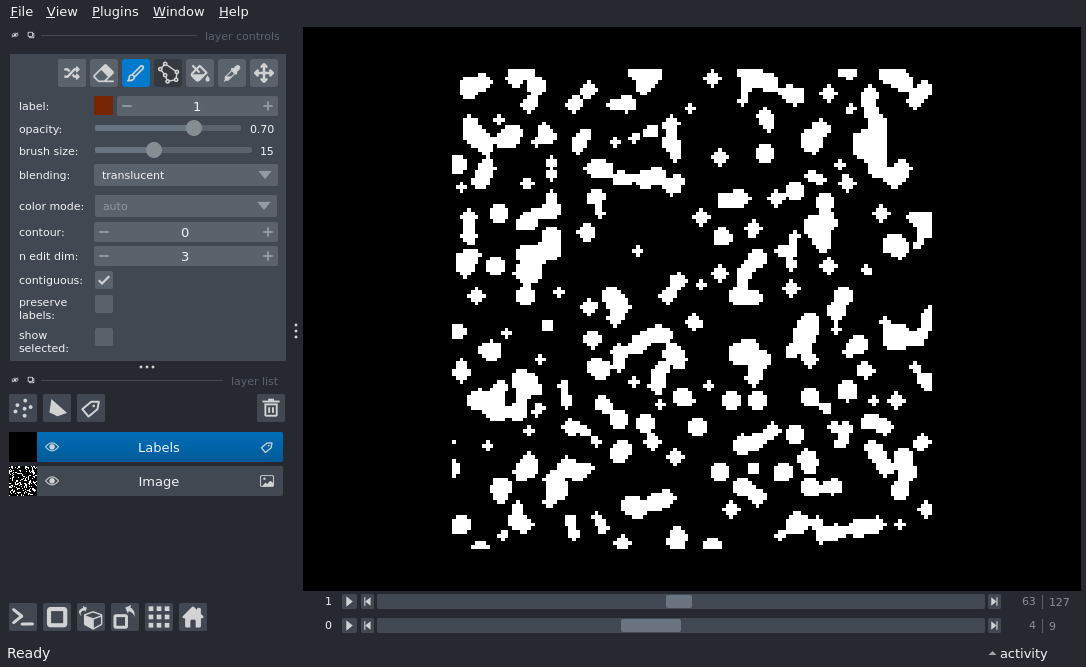 File View Plugins Window Help
layer controls
label: 1
opacity: 0.70
brush size: 15
blending: translucent
color mode: auto
contour: 0
n edit dim: 3
contiguous:
preserve
labels:
show
selected:
layer list
Labels
Image
1 63 127
0 4 9
Ready activity